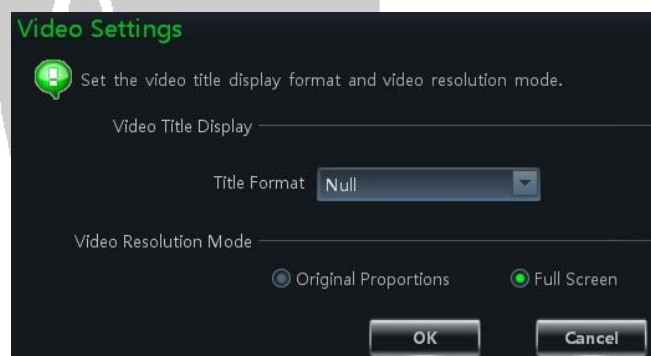 Video Settings
Set the video title display format and video resolution mode.
Video Title Display
Title Format Null
Video Resolution Mode
Original Proportions Full Screen
OK Cancel